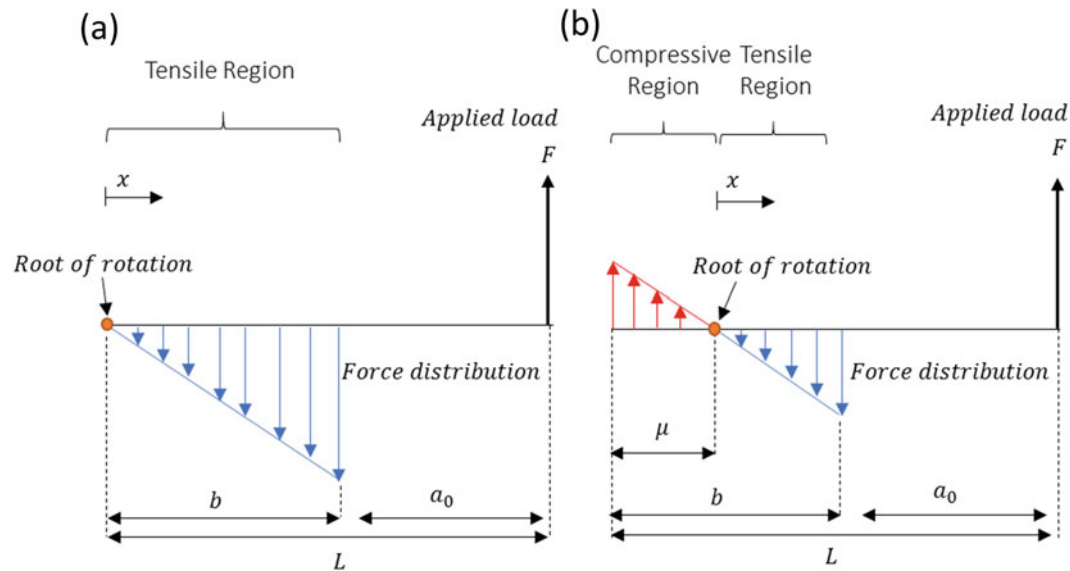 (a)
Tensile Region
Applied load
F
x
Root of rotation
Force distribution
b
a₀
L
(b)
Compressive Region
Tensile Region
Applied load
F
x
Root of rotation
Force distribution
μ
b
a₀
L